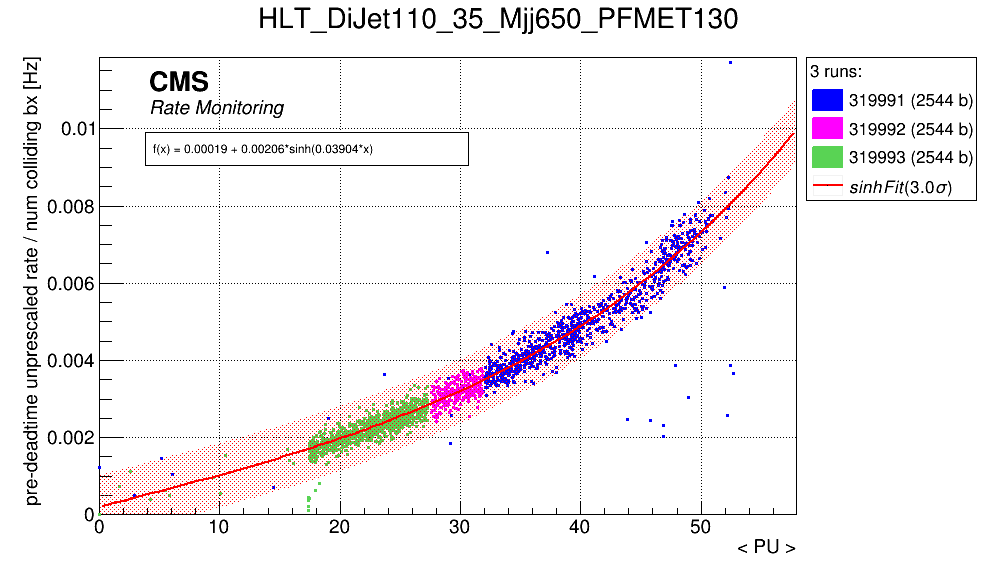 HLT_DiJet110_35_Mjj650_PFMET130
pre-deadtime unprescaled rate / num colliding bx [Hz]
CMS
Rate Monitoring
f(x) = 0.00019 + 0.00206*sinh(0.03904*x)
0.01
0.008
0.006
0.004
0.002
0
0 10 20 30 40 50
< PU >
3 runs:
319991 (2544 b)
319992 (2544 b)
319993 (2544 b)
sinhFit(3.0σ)